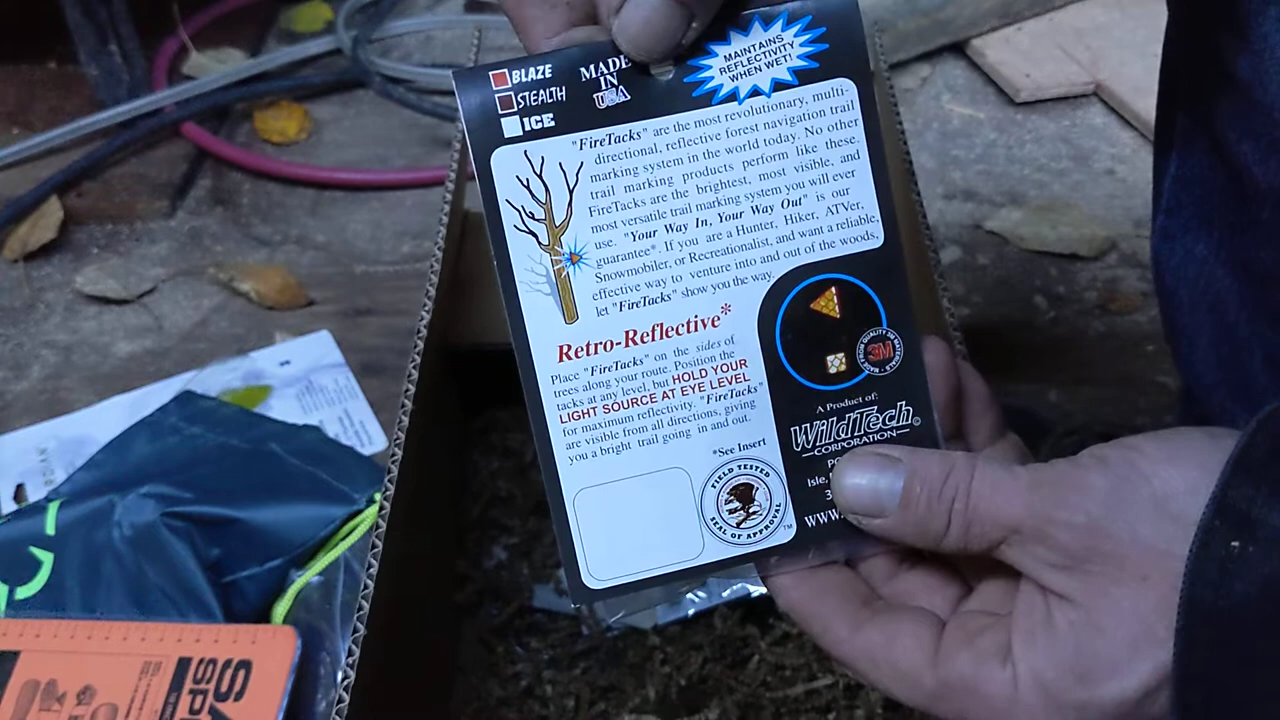 BLAZE
STEALTH
ICE
MADE
IN
USA
MAINTAINS
REFLECTIVITY
WHEN WET!
"FireTacks" are the most revolutionary, multi-
directional, reflective forest navigation trail
marking system in the world today. No other
trail marking products perform like these.
FireTacks are the brightest, most visible, and
most versatile trail marking system you will ever
use. "Your Way In, Your Way Out" is our
guarantee*. If you are a Hunter, Hiker, ATVer,
Snowmobiler, or Recreationalist, and want a reliable,
effective way to venture into and out of the woods,
let "FireTacks" show you the way.
Retro-Reflective*
Place "FireTacks" on the sides of
trees along your route. Position the
tacks at any level, but HOLD YOUR
LIGHT SOURCE AT EYE LEVEL
for maximum reflectivity. "FireTacks"
are visible from all directions, giving
you a bright trail going in and out.
*See Insert
FIELD TESTED
SEAL OF APPROVAL
TM
MADE FROM QUALITY 3M MATERIALS
3M
A Product of:
WildTech©
CORPORATION
Isle,
WWW.